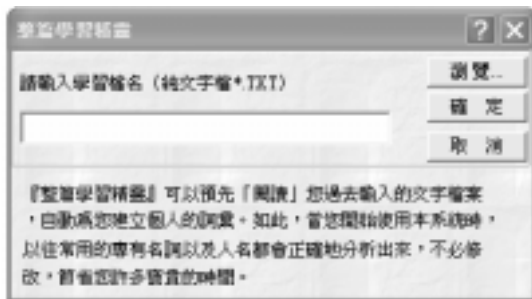 整篇學習精靈
請輸入學習檔名（純文字檔*.TXT）
瀏覽...
確 定
取 消
『整篇學習精靈』可以預先「閱讀」您過去輸入的文字檔案
，自動為您建立個人的詞彙。如此，當您開始使用本系統時，
以往常用的專有名詞以及人名都會正確地分析出來，不必修
改，節省您許多寶貴的時間。